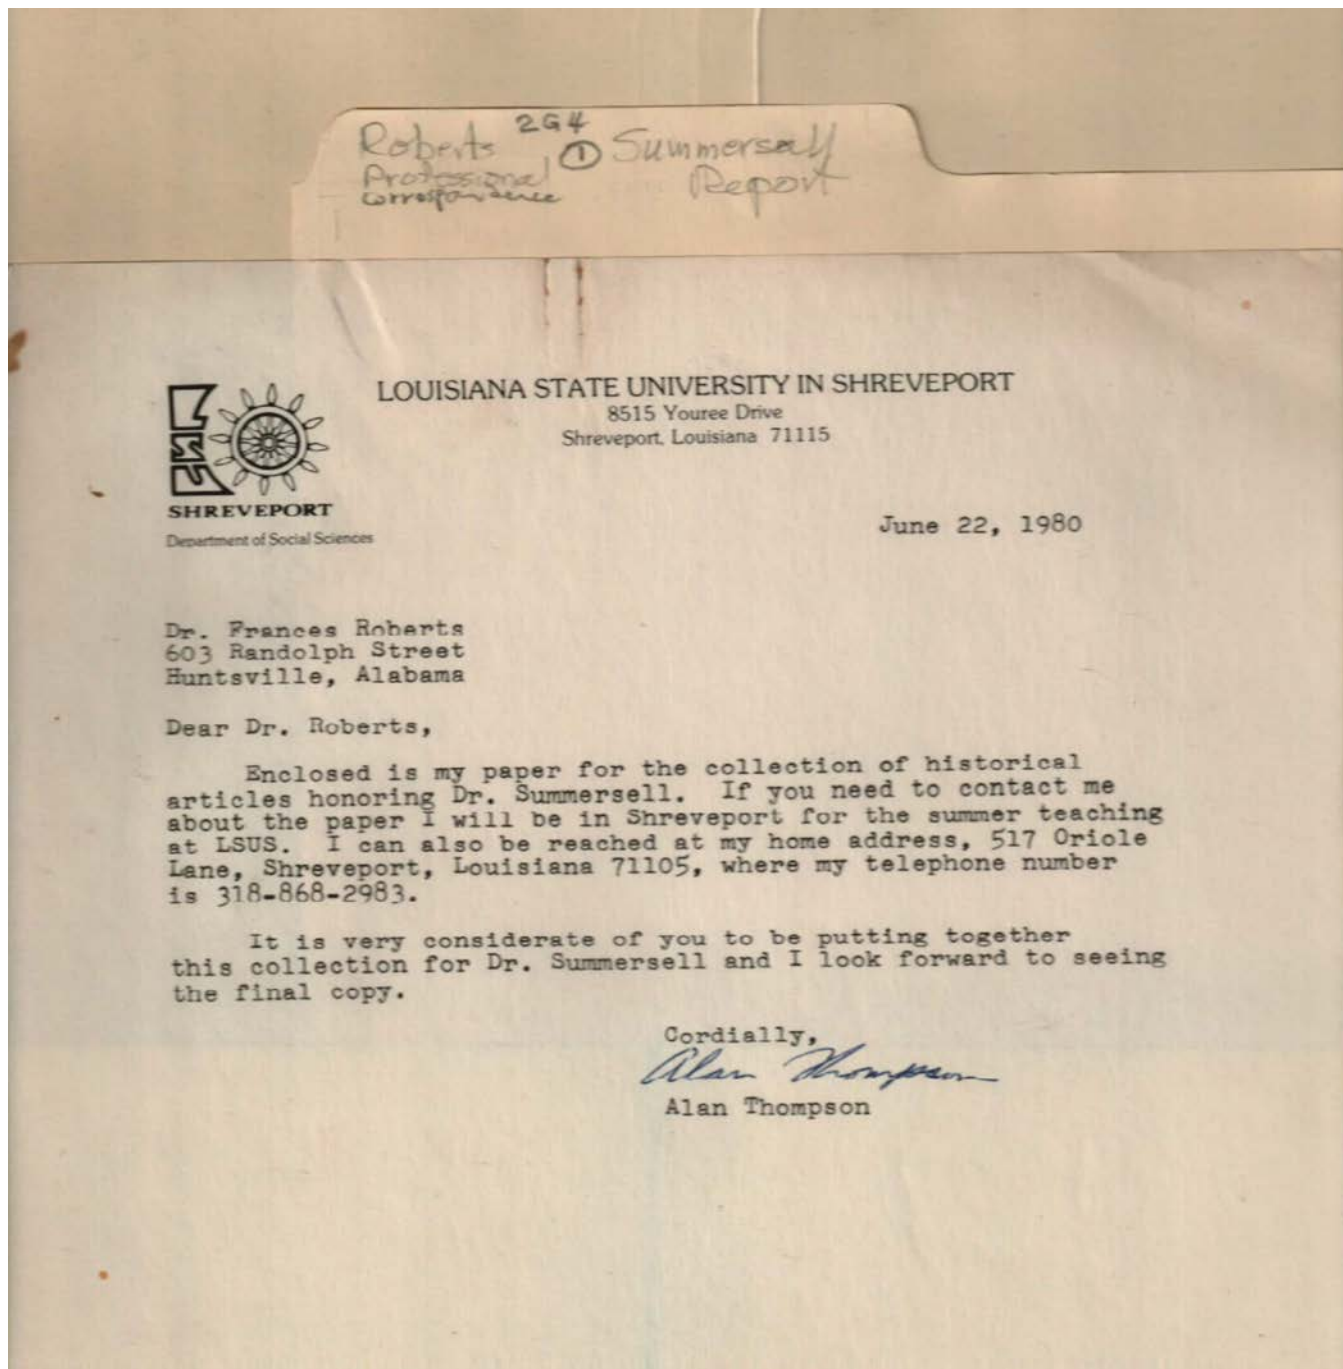 2G4
Roberts ① Summersell
Professional Report
Correspondence
LSU
SHREVEPORT
Department of Social Sciences
LOUISIANA STATE UNIVERSITY IN SHREVEPORT
8515 Youree Drive
Shreveport, Louisiana 71115
June 22, 1980
Dr. Frances Roberts
603 Randolph Street
Huntsville, Alabama
Dear Dr. Roberts,
Enclosed is my paper for the collection of historical
articles honoring Dr. Summersell. If you need to contact me
about the paper I will be in Shreveport for the summer teaching
at LSUS. I can also be reached at my home address, 517 Oriole
Lane, Shreveport, Louisiana 71105, where my telephone number
is 318-868-2983.
It is very considerate of you to be putting together
this collection for Dr. Summersell and I look forward to seeing
the final copy.
Cordially,
Alan Thompson
Alan Thompson